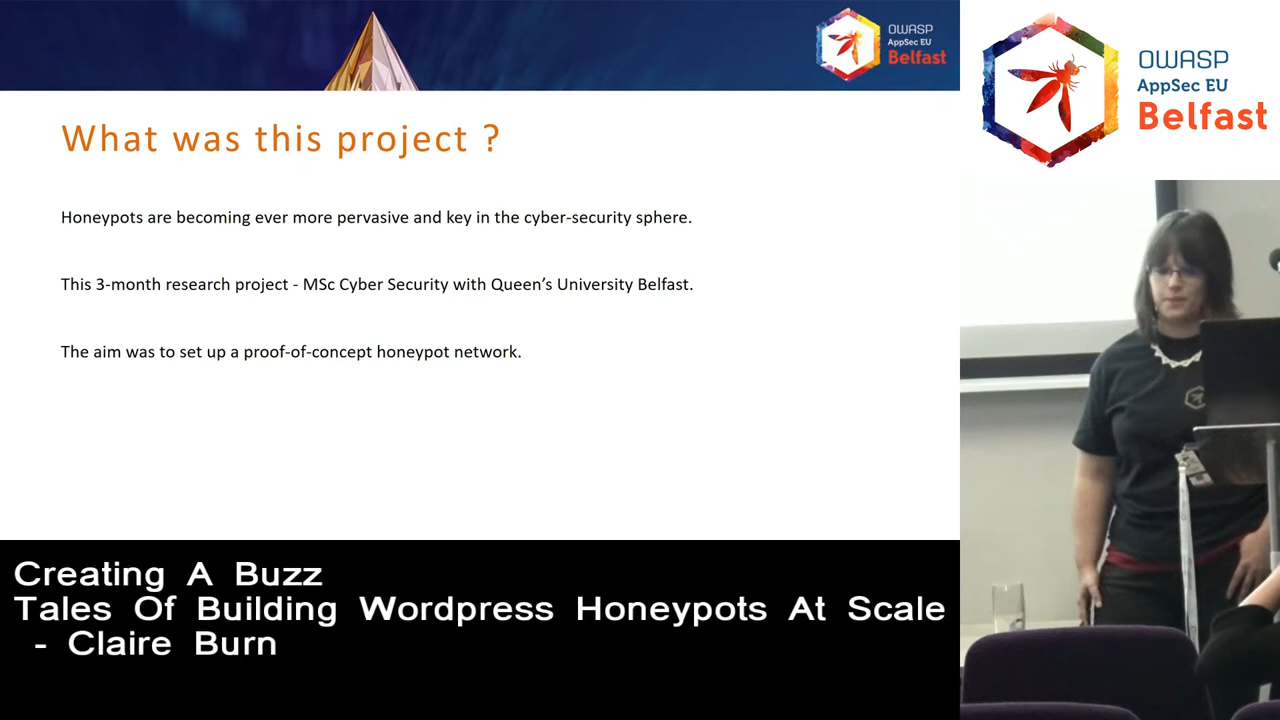 OWASP
AppSec EU
Belfast
OWASP
AppSec EU
Belfast
What was this project ?
Honeypots are becoming ever more pervasive and key in the cyber-security sphere.
This 3-month research project - MSc Cyber Security with Queen's University Belfast.
The aim was to set up a proof-of-concept honeypot network.
Creating A Buzz
Tales Of Building Wordpress Honeypots At Scale
- Claire Burn